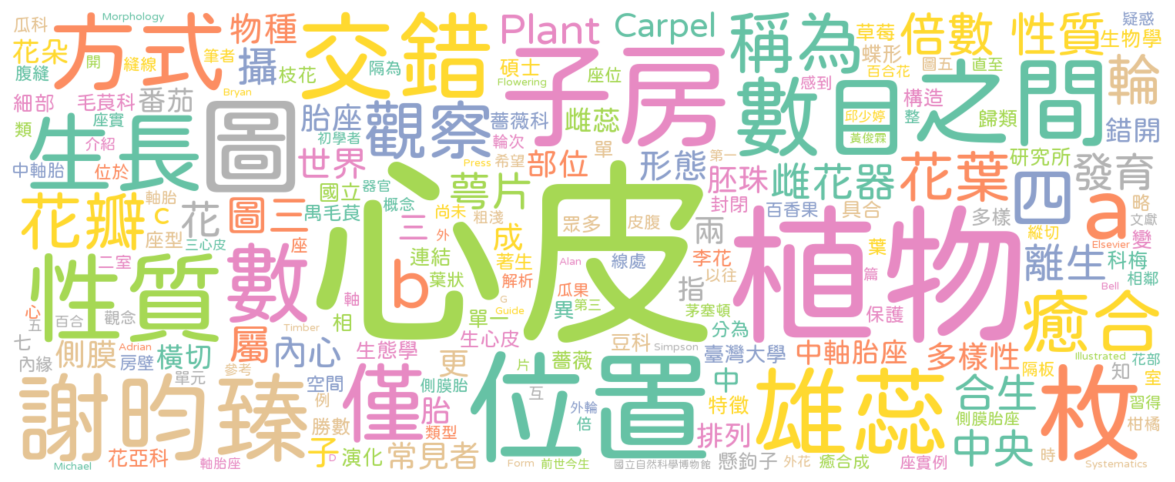 瓜科 Morphology 物種 交錯 Plant Carpel 稱為 草莓 倍數 性質 疑惑
花朵 方式 筆者 攝 隔為 座位 蝶形 圖五 直至 生物學
腹縫 開 縫線 枝花 碩士 Flowering 子房 百合花 之間 輪
細部 毛茛科 番茄 Bryan 胎座 觀察 薔薇科 雌蕊 感到 數目 邱少婷 構造 歸類 錯開
類 座實 初學者 輪次 單 整 黃俊霖
中軸胎 介紹 位於 生長 圖 世界 Press 希望 部位 形態 第一 雌花器 花葉 研究所 發育
軸胎 國立 器官 概念 萼片 胚珠 封閉 百香果 具合 四 多樣 略 文獻
花瓣 c 花 圖三 禺毛茛 尚未 粗淺 眾多 皮腹 兩 縱切 a Elsevier 變
座型 三心皮 座 三 外 成 連結 著生 李花 葉 離生 科梅 相鄰
二室 性質 數 心皮 b 葉狀 解析 Alan 線處 以往 植物 篇 Bell
心 五 百合 觀念 軸 G 瓜果 指 保護 癒合
七 Timber 相 單一 異 Guide 第三 茅塞頓 分為
內緣 側膜 橫切 Adrian 房壁 屬 內心 生態學 生心皮 更 薔薇 豆科 Simpson 臺灣大學 中軸胎座 多樣性 Illustrated 花部 隔板 知 室
單元 參考 空間 側膜胎 片 位置 中 例 僅 胎 類型 互 特徵 雄蕊 合生 側膜胎座 習得 枚
謝昀臻 勝數 外輪 倍 排列 中央 柑橘
Michael 花亞科 軸胎座 子 D 演化 常見者 Form 前世今生 國立自然科學博物館 懸鉤子 外花 癒合成 座實例 時 Systematics